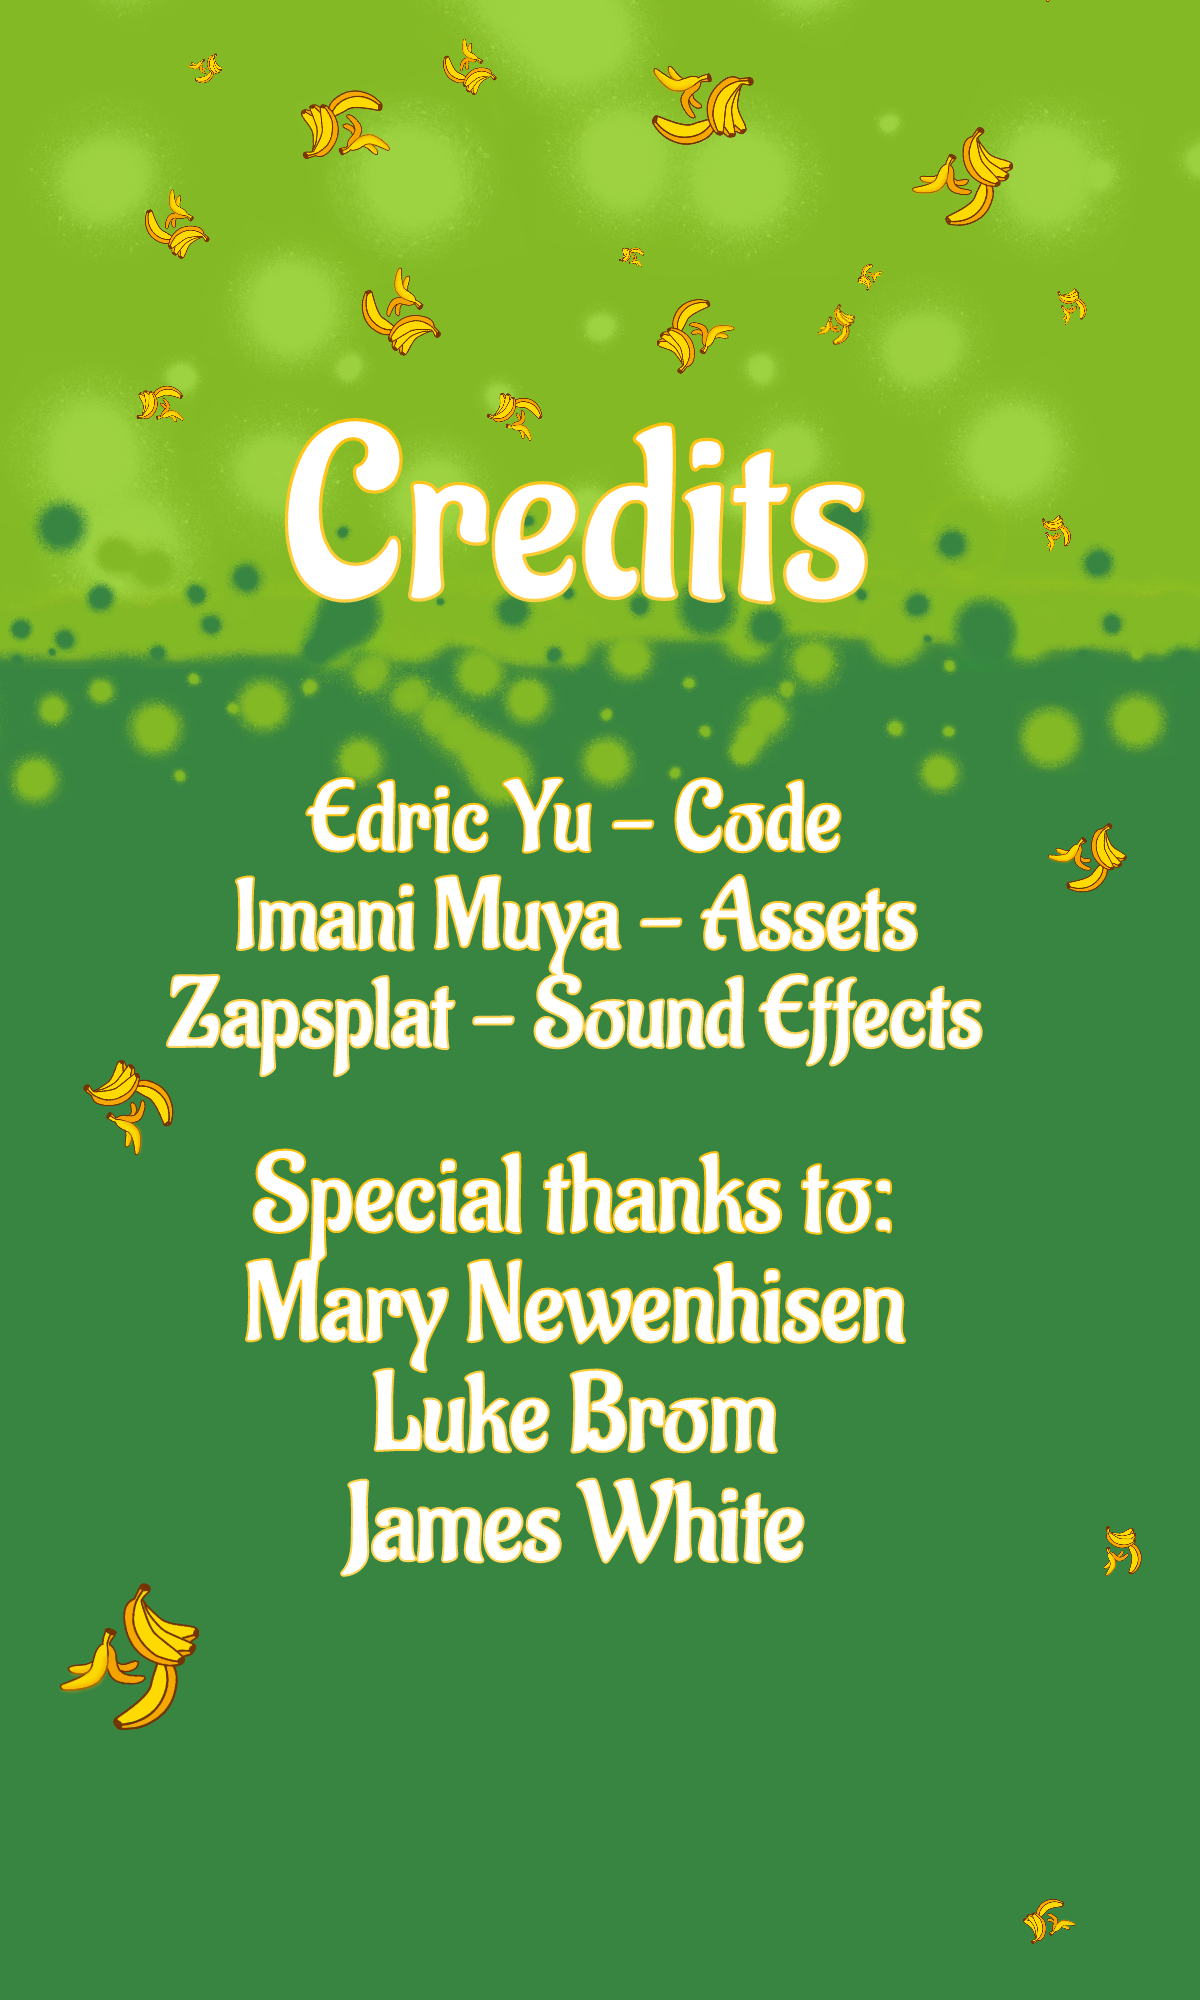 Credits
Edric Yu – Code
Imani Muya – Assets
Zapsplat – Sound Effects
Special thanks to:
Mary Newenhisen
Luke Brom
James White